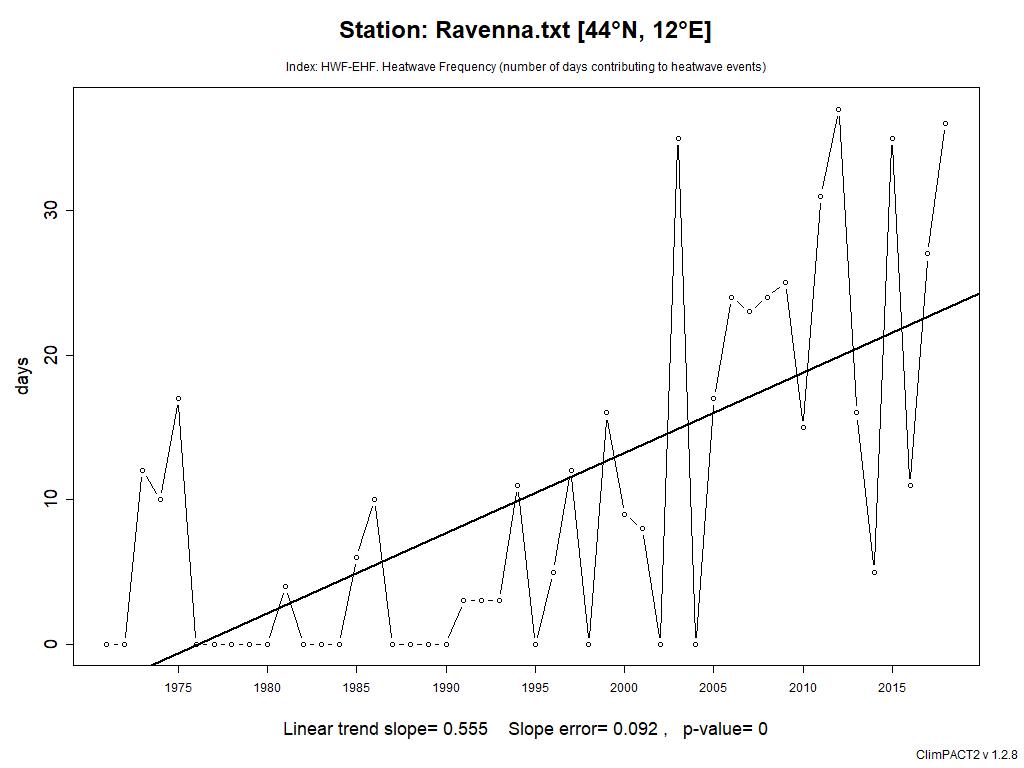 Station: Ravenna.txt [44°N, 12°E]
Index: HWF-EHF. Heatwave Frequency (number of days contributing to heatwave events)
days
30
20
10
0
1975 1980 1985 1990 1995 2000 2005 2010 2015
Linear trend slope= 0.555 Slope error= 0.092 , p-value= 0
ClimPACT2 v 1.2.8